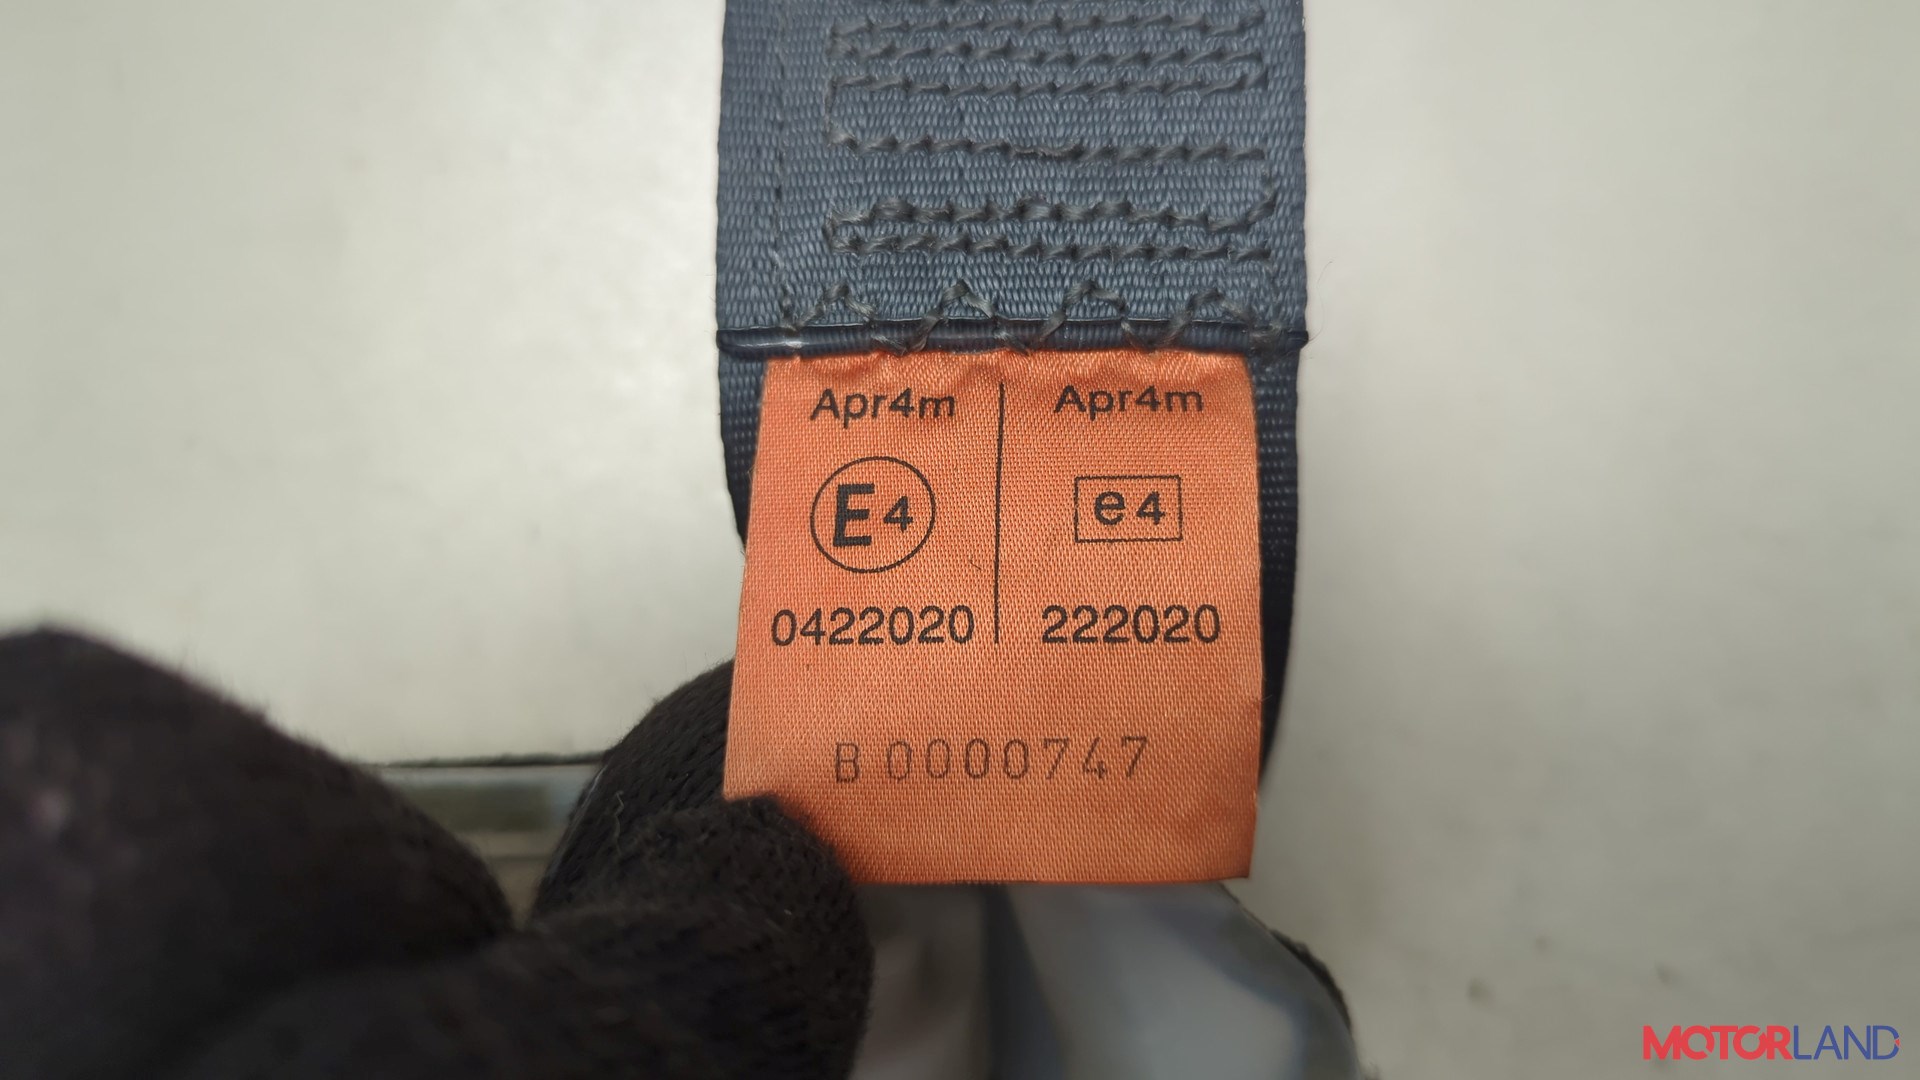 Apr4m Apr4m
E4 e4
0422020 222020
B 0000747
MOTORLAND